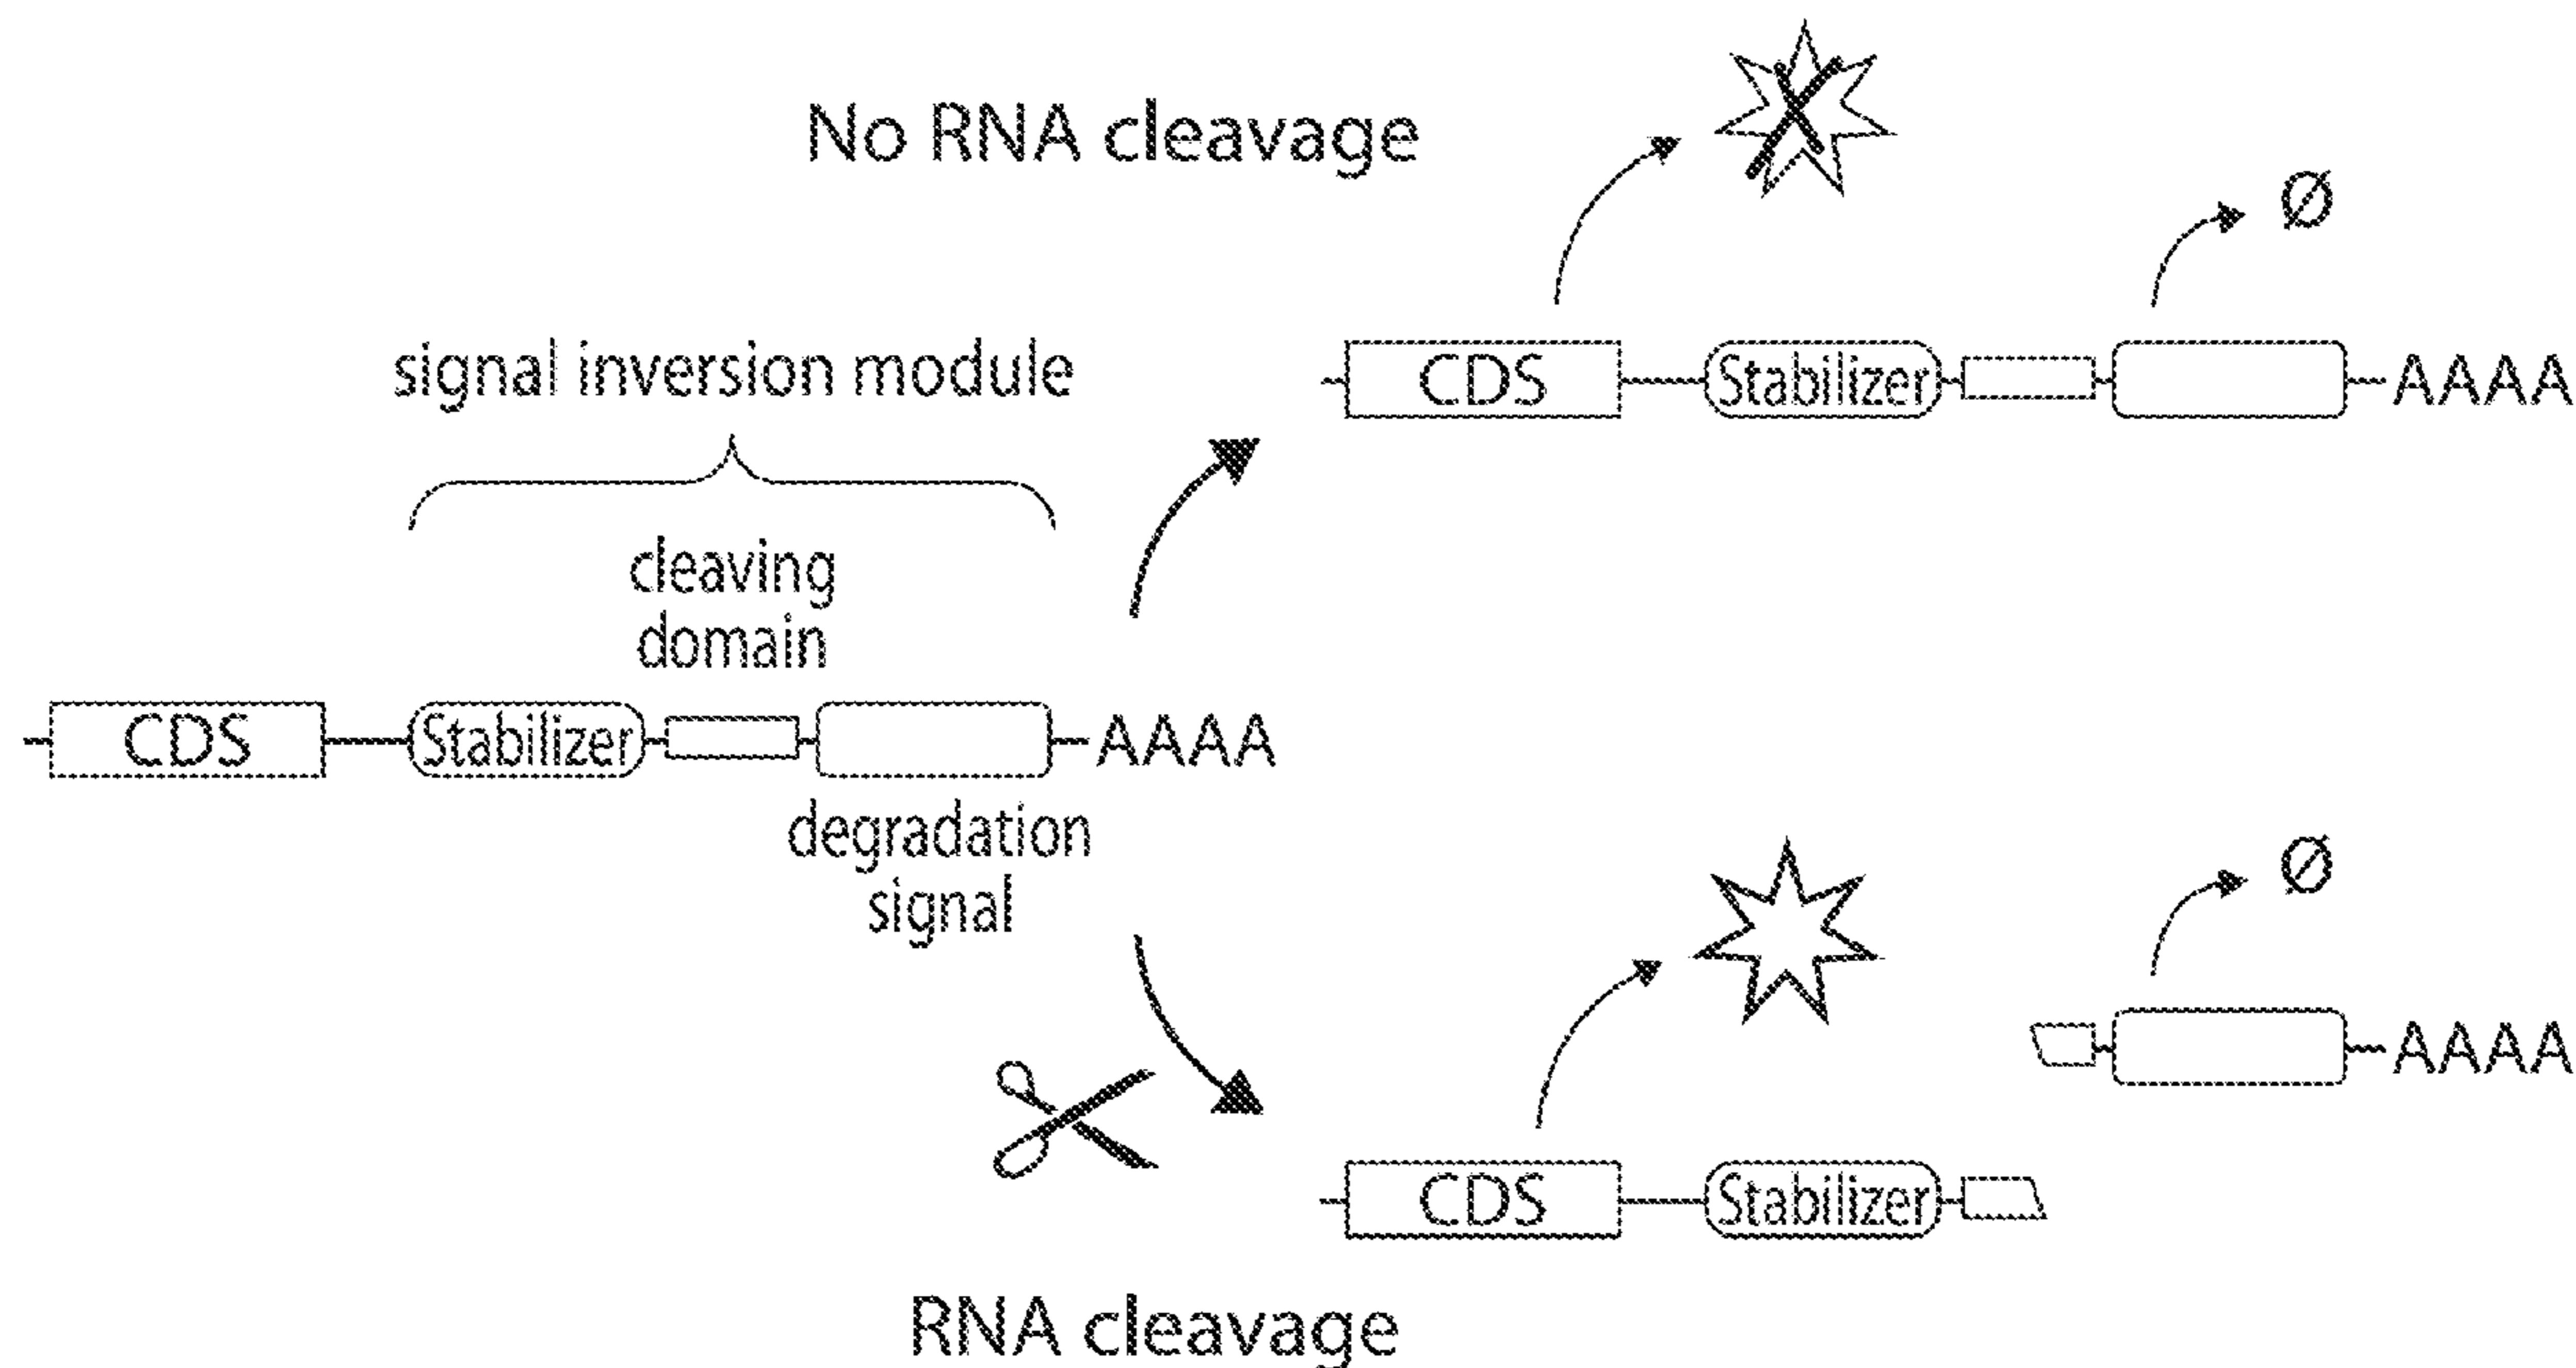 No RNA cleavage
Ø
signal inversion module
CDS Stabilizer AAAA
cleaving
domain
CDS Stabilizer AAAA
degradation
signal
Ø
AAAA
CDS Stabilizer
RNA cleavage